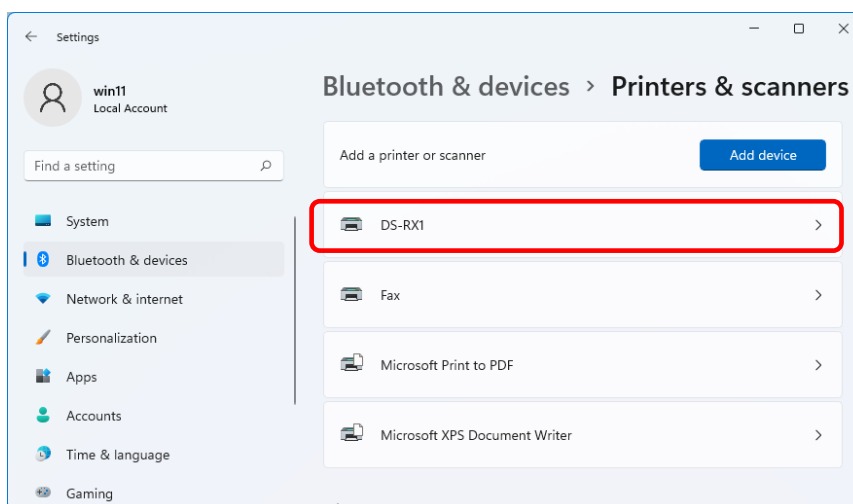 Settings
win11
Local Account
Find a setting
System
Bluetooth & devices
Network & internet
Personalization
Apps
Accounts
Time & language
Gaming
Bluetooth & devices > Printers & scanners
Add a printer or scanner
Add device
DS-RX1
Fax
Microsoft Print to PDF
Microsoft XPS Document Writer